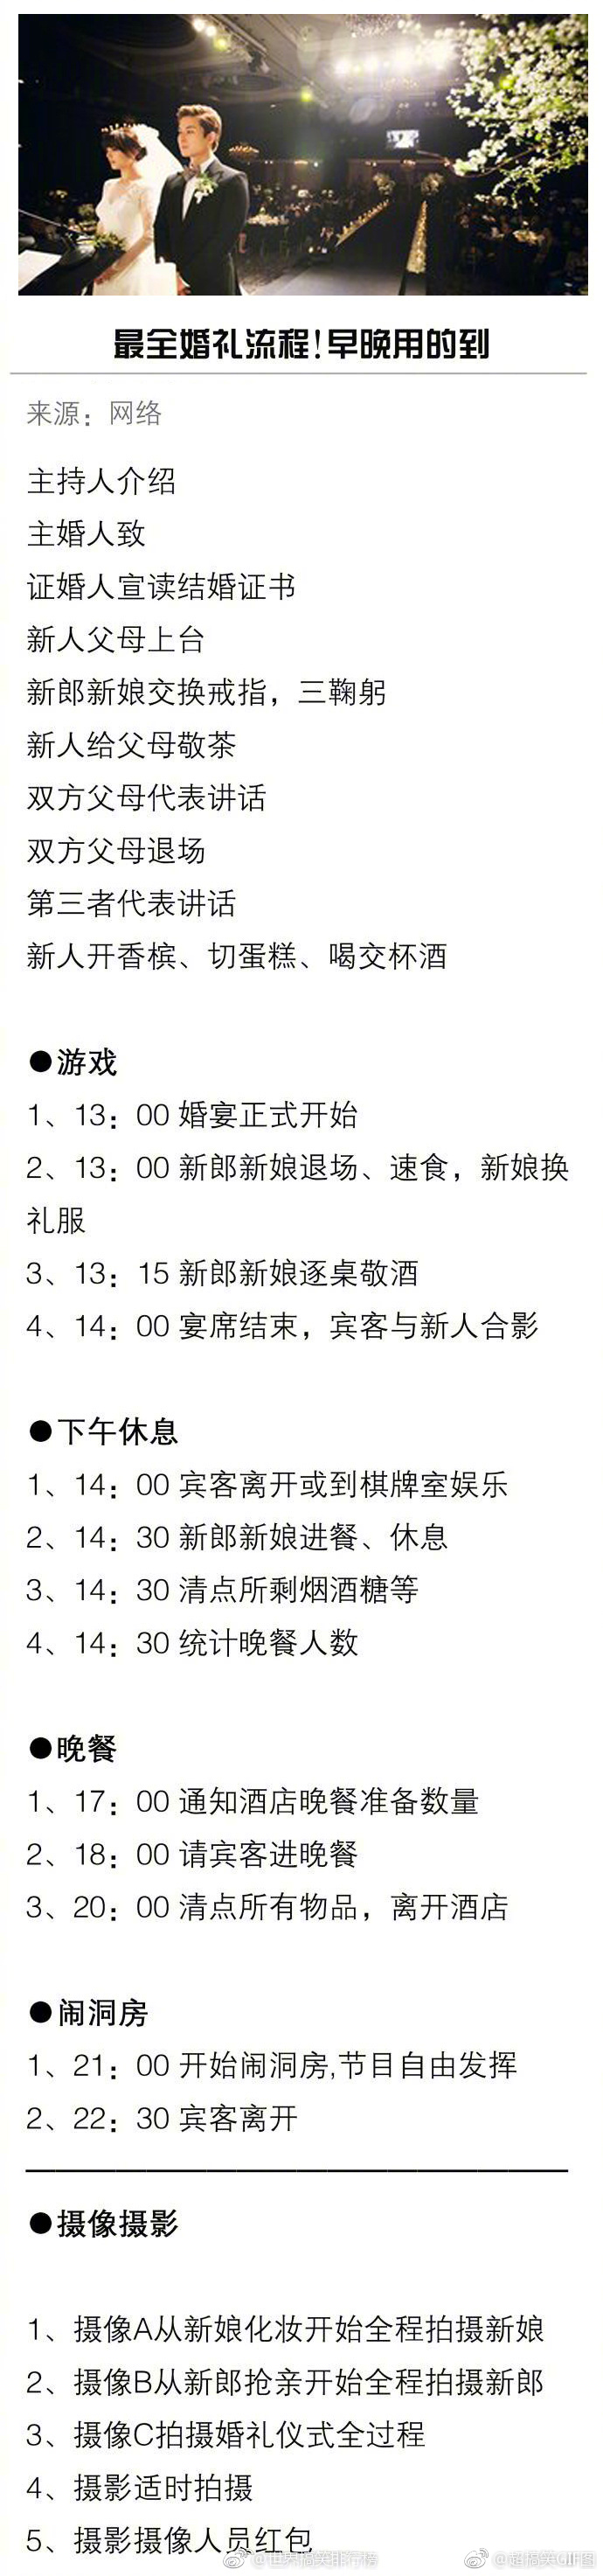 最全婚礼流程!早晚用的到
来源：网络
主持人介绍
主婚人致
证婚人宣读结婚证书
新人父母上台
新郎新娘交换戒指，三鞠躬
新人给父母敬茶
双方父母代表讲话
双方父母退场
第三者代表讲话
新人开香槟、切蛋糕、喝交杯酒
●游戏
1、13：00 婚宴正式开始
2、13：00 新郎新娘退场、速食，新娘换
礼服
3、13：15 新郎新娘逐桌敬酒
4、14：00 宴席结束，宾客与新人合影
●下午休息
1、14：00 宾客离开或到棋牌室娱乐
2、14：30 新郎新娘进餐、休息
3、14：30 清点所剩烟酒糖等
4、14：30 统计晚餐人数
●晚餐
1、17：00 通知酒店晚餐准备数量
2、18：00 请宾客进晚餐
3、20：00 清点所有物品，离开酒店
●闹洞房
1、21：00 开始闹洞房,节目自由发挥
2、22：30 宾客离开
●摄像摄影
1、摄像A从新娘化妆开始全程拍摄新娘
2、摄像B从新郎抢亲开始全程拍摄新郎
3、摄像C拍摄婚礼仪式全过程
4、摄影适时拍摄
5、摄影摄像人员红包
@世界搞笑排行榜
@超搞笑GIF图